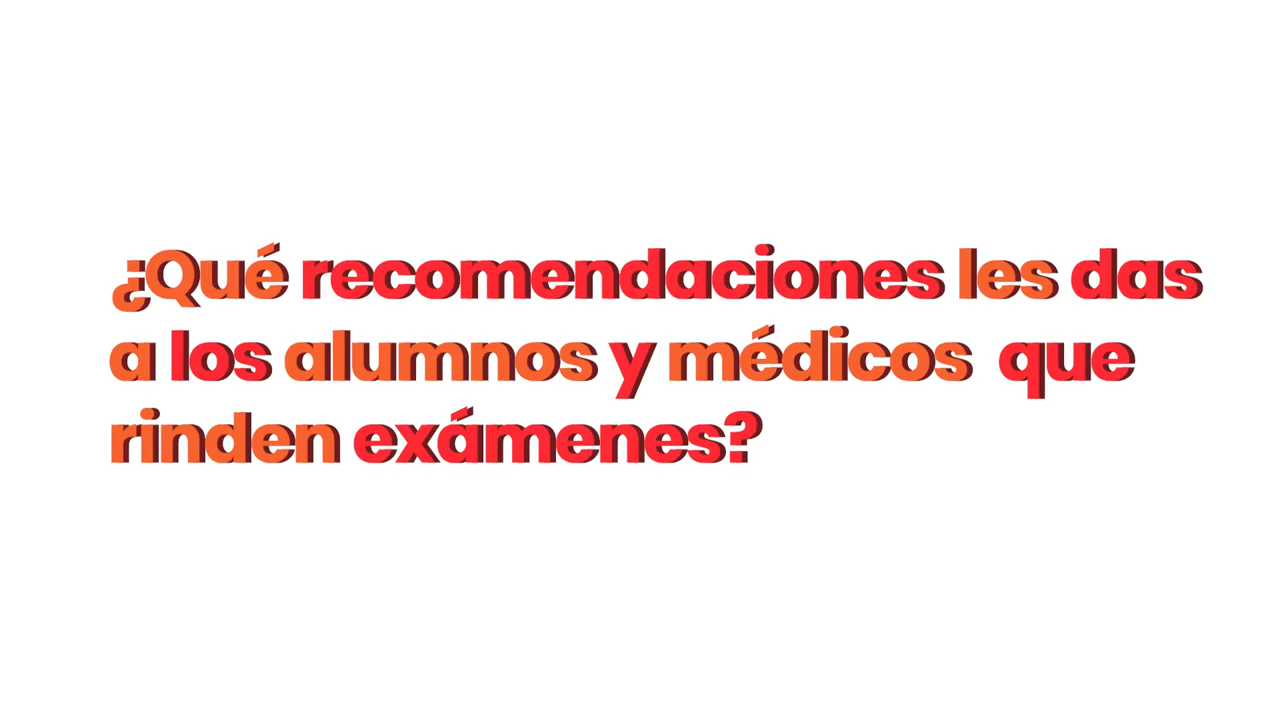 ¿Qué recomendaciones les das
a los alumnos y médicos que
rinden exámenes?